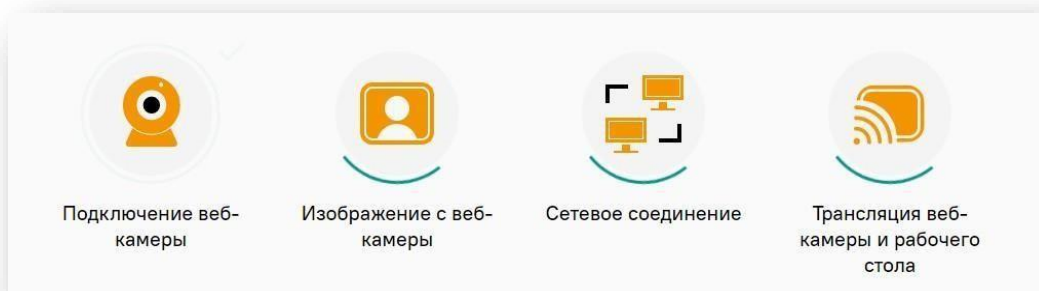 Подключение веб-
камеры
Изображение с веб-
камеры
Сетевое соединение
Трансляция веб-
камеры и рабочего
стола